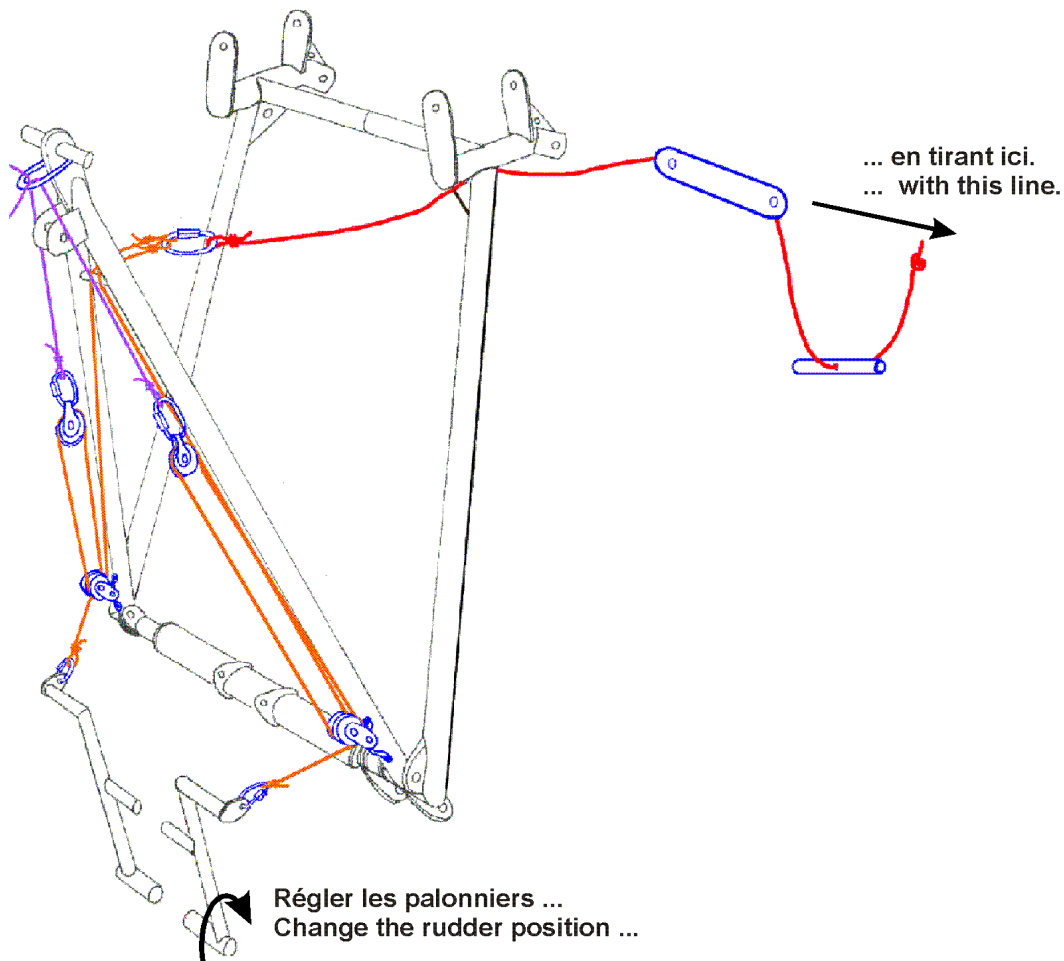 ... en tirant ici.
... with this line.
Régler les palonniers ...
Change the rudder position ...